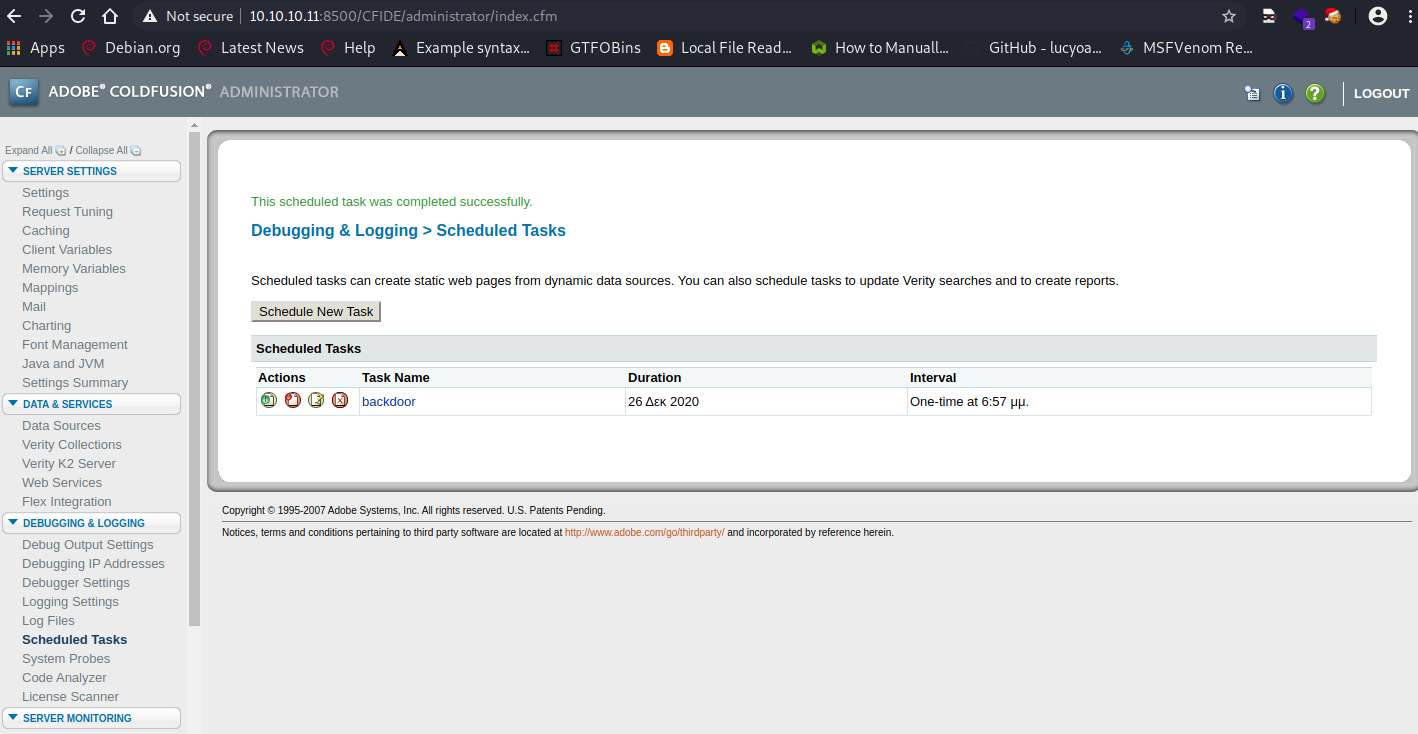 Not secure | 10.10.10.11:8500/CFIDE/administrator/index.cfm
2
Apps Debian.org Latest News Help Example syntax... GTFOBins Local File Read... How to Manuall... GitHub - lucyoa... MSFVenom Re...
CF ADOBE® COLDFUSION® ADMINISTRATOR LOGOUT
Expand All / Collapse All
SERVER SETTINGS
Settings
Request Tuning
Caching
Client Variables
Memory Variables
Mappings
Mail
Charting
Font Management
Java and JVM
Settings Summary
DATA & SERVICES
Data Sources
Verity Collections
Verity K2 Server
Web Services
Flex Integration
DEBUGGING & LOGGING
Debug Output Settings
Debugging IP Addresses
Debugger Settings
Logging Settings
Log Files
Scheduled Tasks
System Probes
Code Analyzer
License Scanner
SERVER MONITORING
This scheduled task was completed successfully.
Debugging & Logging > Scheduled Tasks
Scheduled tasks can create static web pages from dynamic data sources. You can also schedule tasks to update Verity searches and to create reports.
Schedule New Task
Scheduled Tasks
Actions Task Name Duration Interval
backdoor 26 Δεκ 2020 One-time at 6:57 μμ.
Copyright © 1995-2007 Adobe Systems, Inc. All rights reserved. U.S. Patents Pending.
Notices, terms and conditions pertaining to third party software are located at http://www.adobe.com/go/thirdparty/ and incorporated by reference herein.